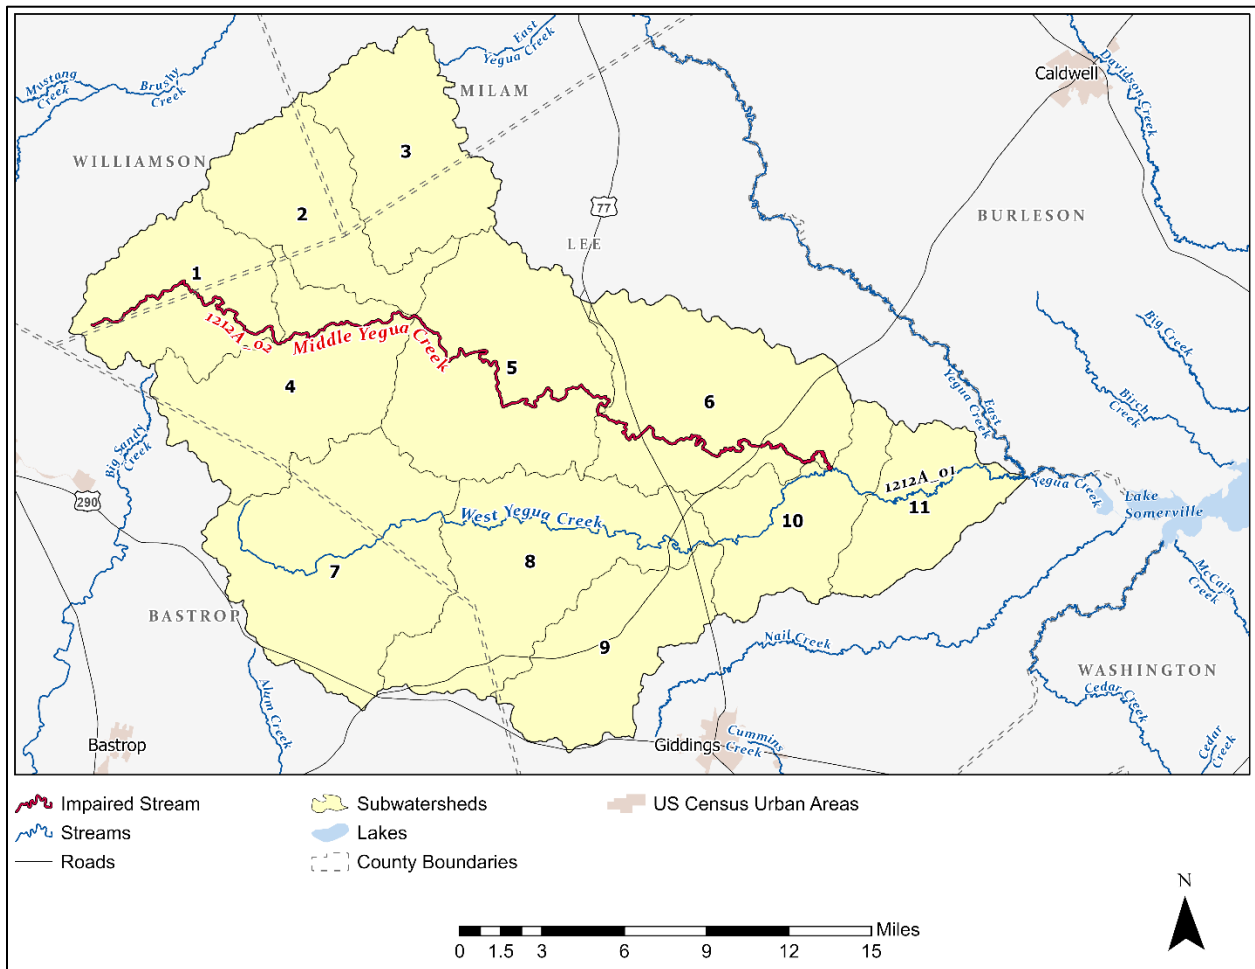 East
Yegua Creek
Mustang
Creek
Brushy
Creek
MILAM
Caldwell
Davidson Creek
WILLIAMSON
3
2
77
BURLESON
LEE
1
1212A_02
Middle Yegua Creek
Big Creek
5
4
6
Birch
Creek
East
Yegua Creek
Big Sandy
Creek
290
1212A_01
Yegua Creek
Lake
Somerville
West Yegua Creek
10
11
8
7
McCain
Creek
BASTROP
Nail Creek
9
WASHINGTON
Alum Creek
Cedar Creek
Bastrop
Giddings
Cummins
Creek
Cedar
Creek
Impaired Stream
Subwatersheds
US Census Urban Areas
Streams
Lakes
Roads
County Boundaries
N
Miles
0 1.5 3 6 9 12 15